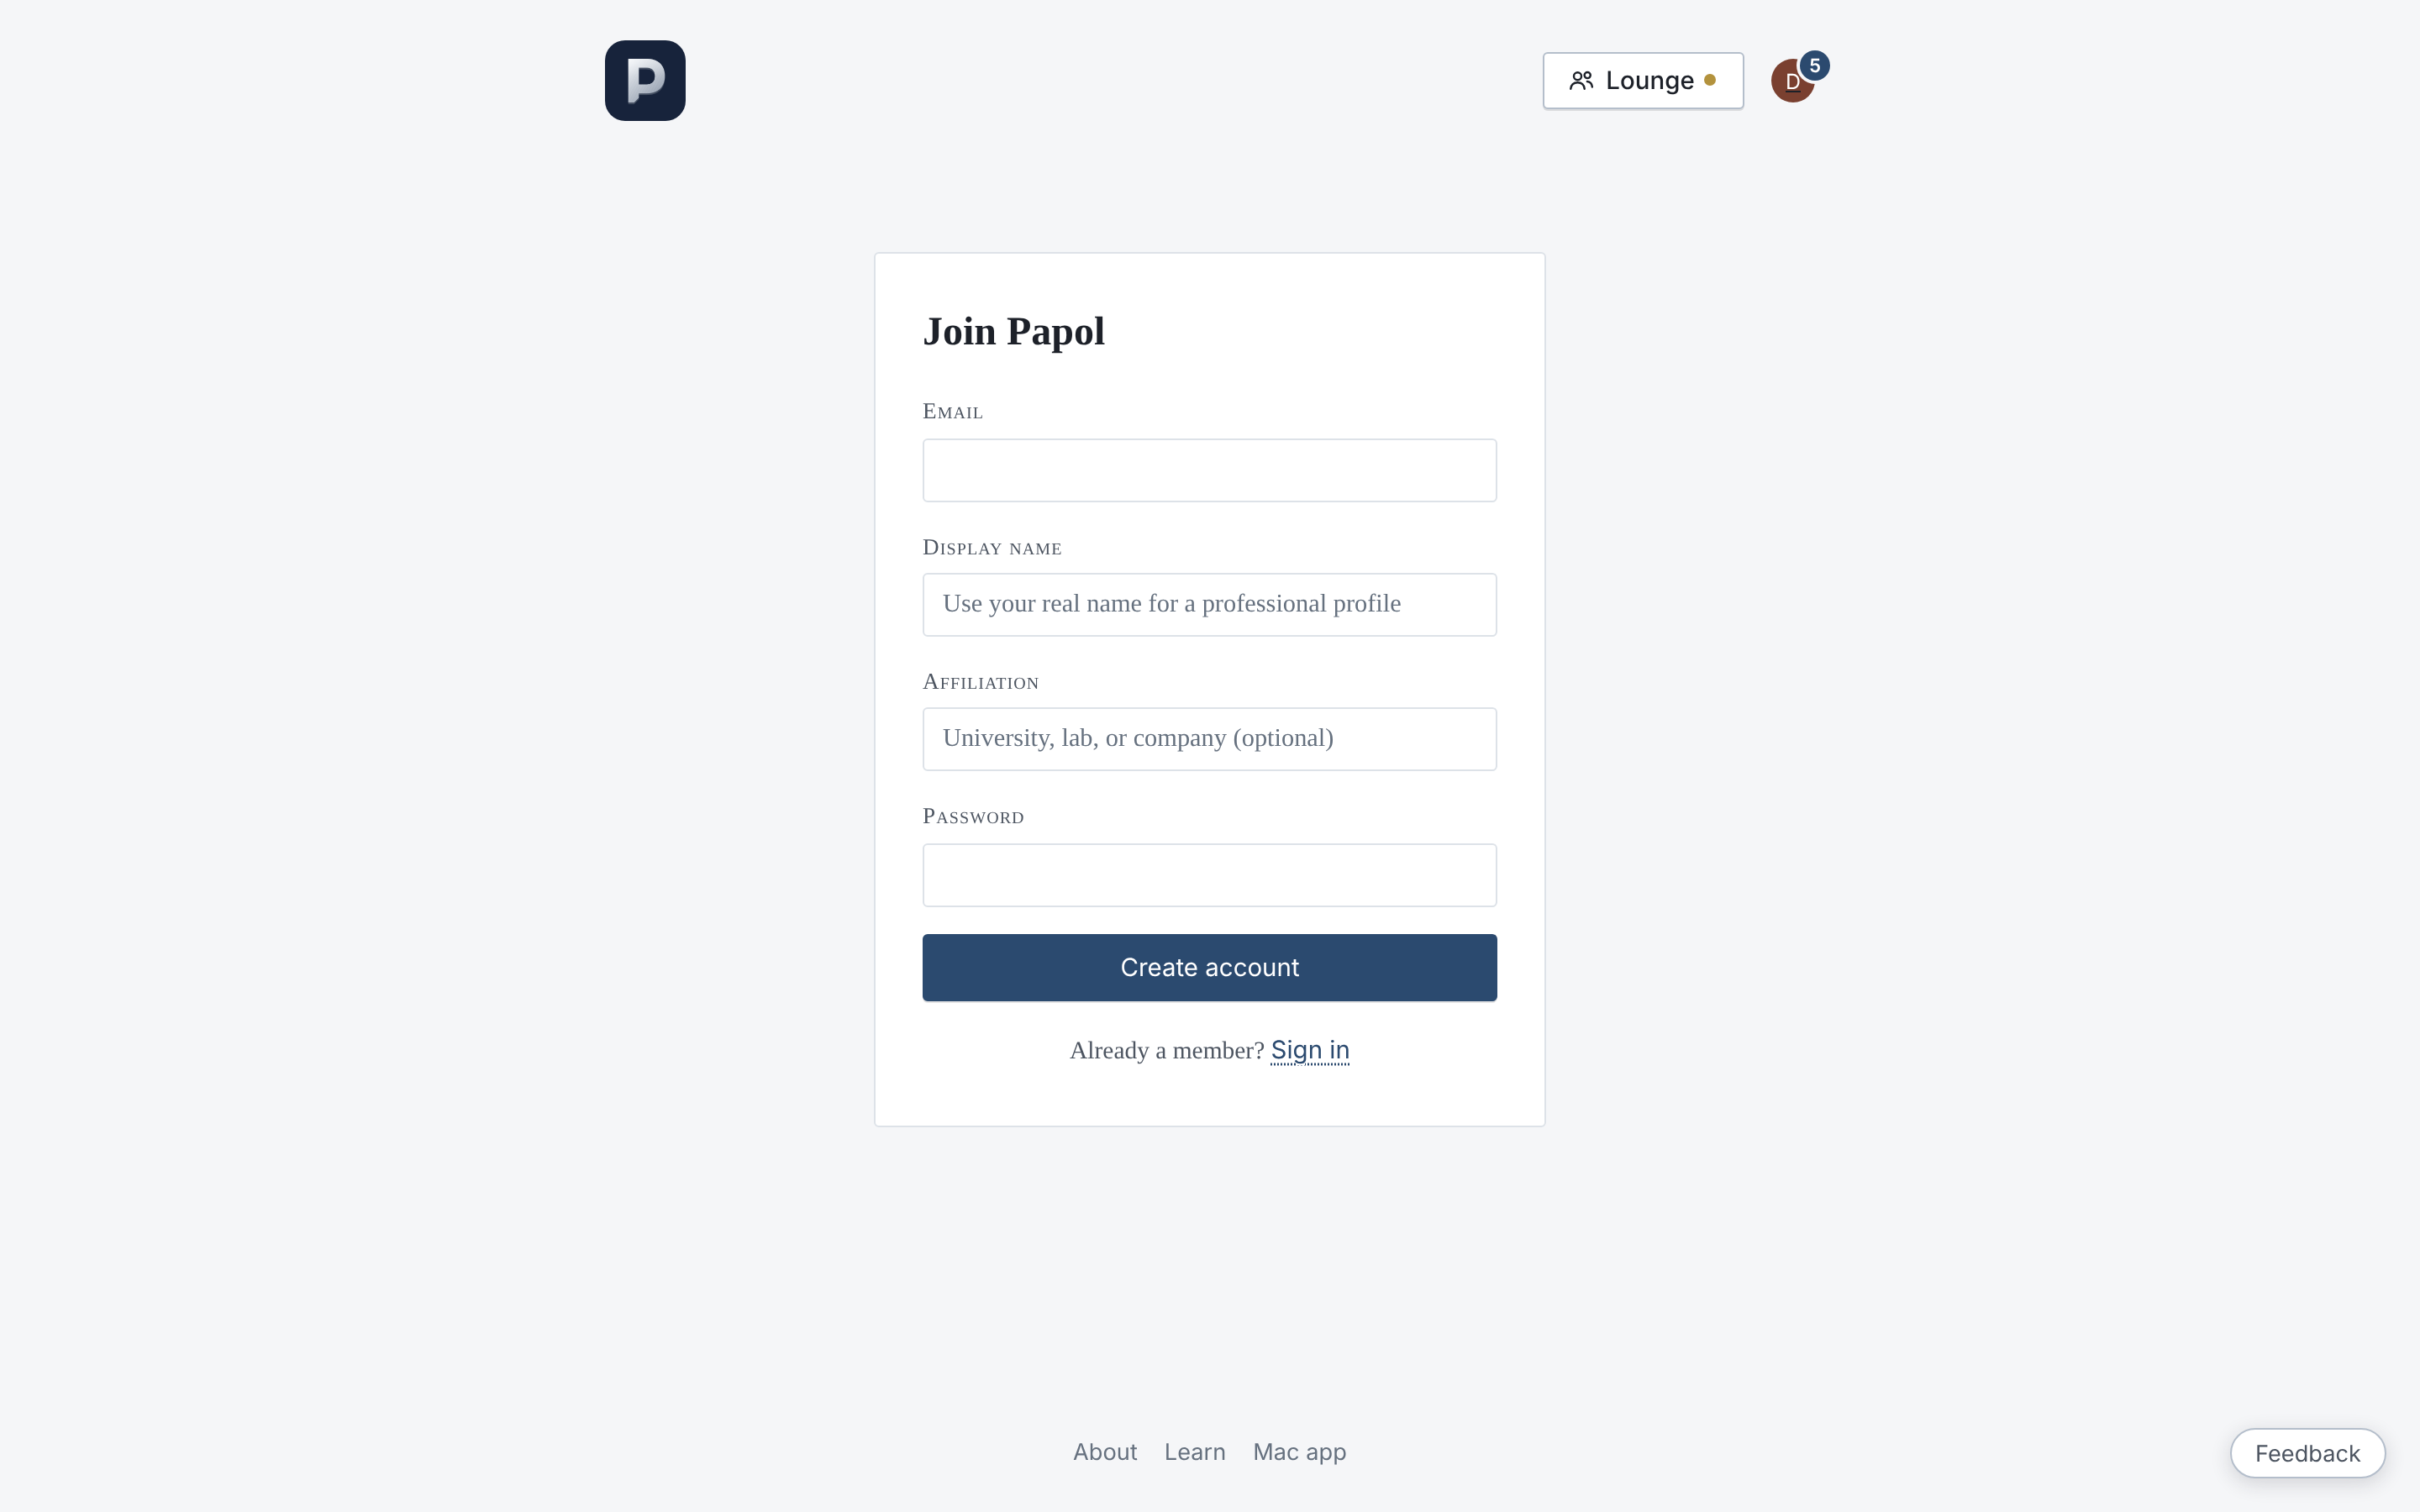 P
Lounge
D
5
Join Papol
Email
Display name
Use your real name for a professional profile
Affiliation
University, lab, or company (optional)
Password
Create account
Already a member? Sign in
About Learn Mac app
Feedback